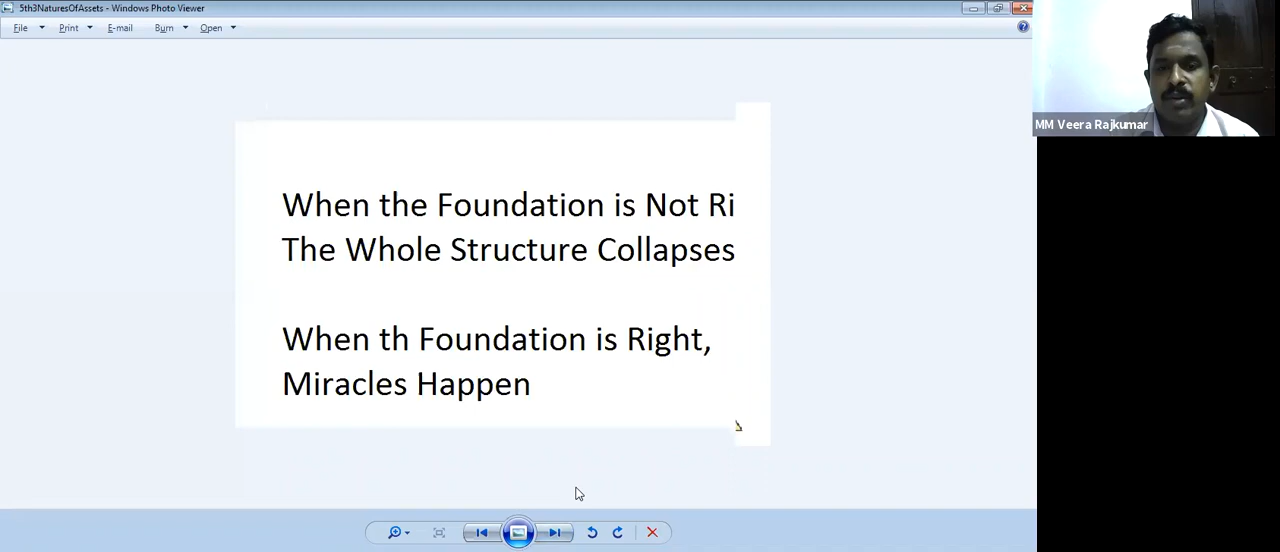 5th3NaturesOfAssets - Windows Photo Viewer
File Print E-mail Burn Open
MM Veera Rajkumar
When the Foundation is Not Ri
The Whole Structure Collapses
When th Foundation is Right,
Miracles Happen